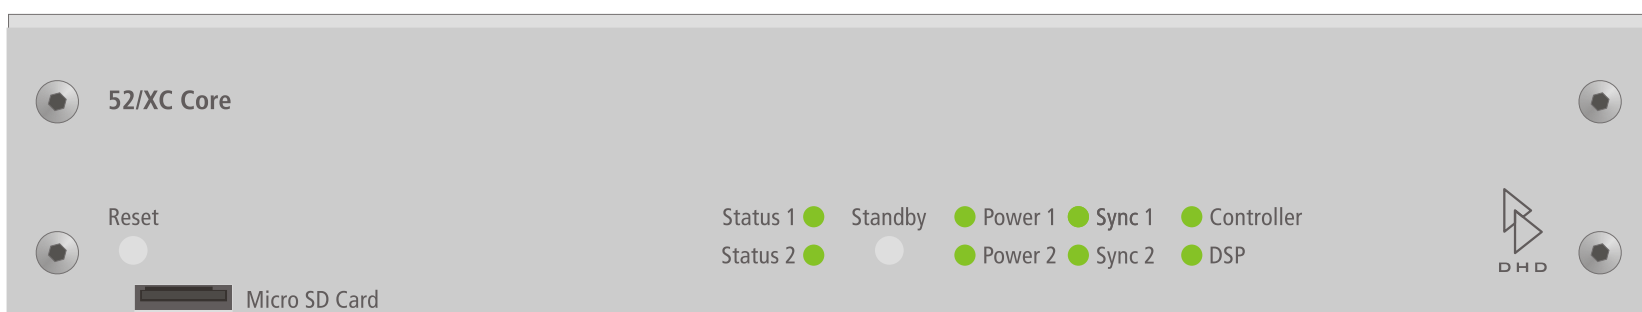 52/XC Core
Reset
Status 1 Standby Power 1 Sync 1 Controller
Status 2 Power 2 Sync 2 DSP
DHD
Micro SD Card